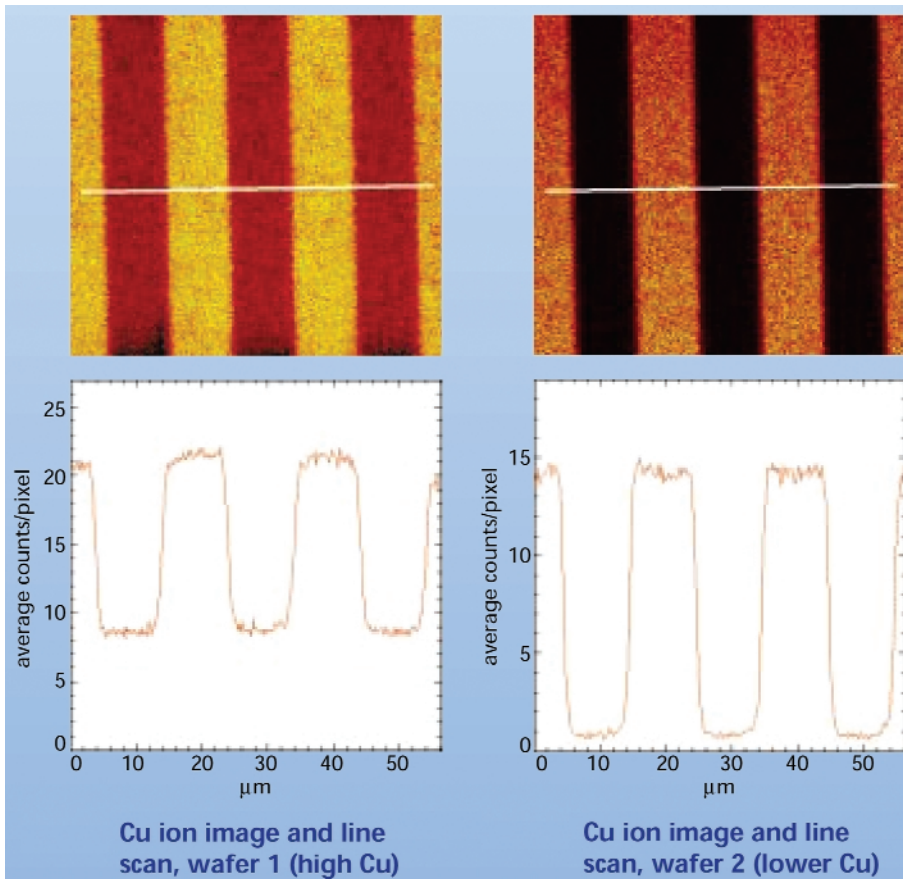 average counts/pixel
25
20
15
10
5
0
0 10 20 30 40 50
µm
Cu ion image and line
scan, wafer 1 (high Cu)
average counts/pixel
15
10
5
0
0 10 20 30 40 50
µm
Cu ion image and line
scan, wafer 2 (lower Cu)